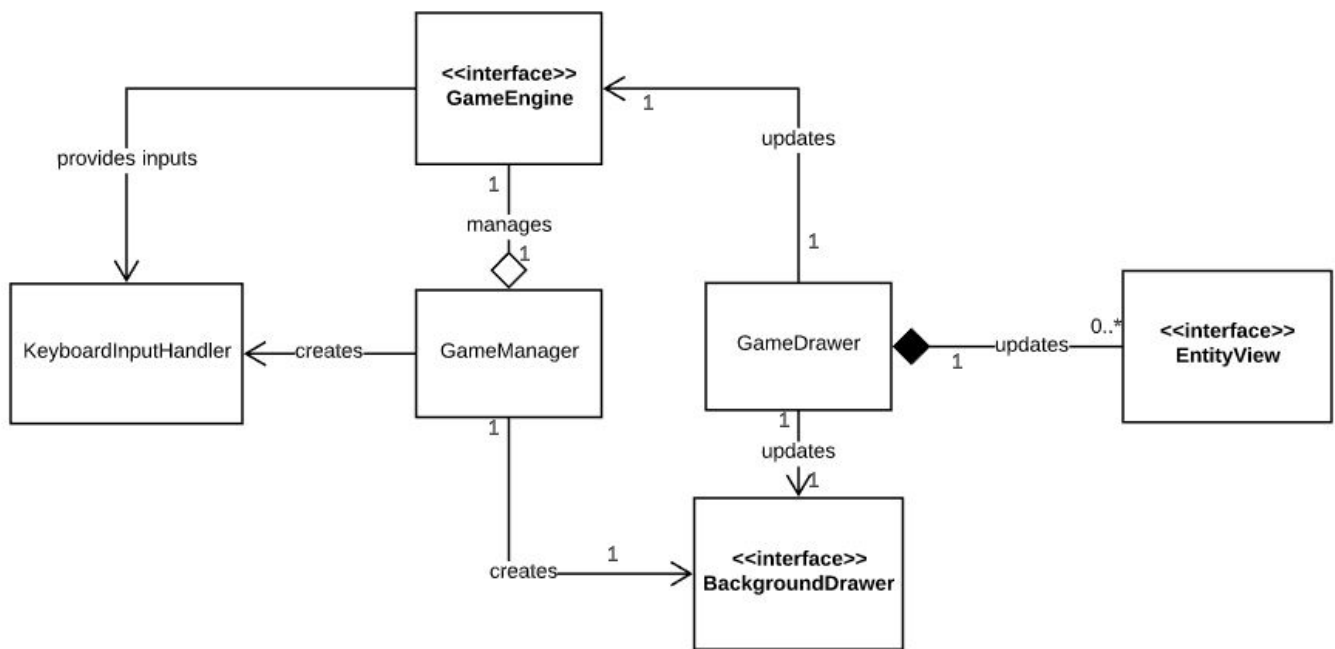 <<interface>>
GameEngine
1
updates
provides inputs
1
manages
1
1
KeyboardInputHandler
creates
GameManager
GameDrawer
1
updates
0..*
<<interface>>
EntityView
1
1
updates
1
<<interface>>
BackgroundDrawer
creates
1